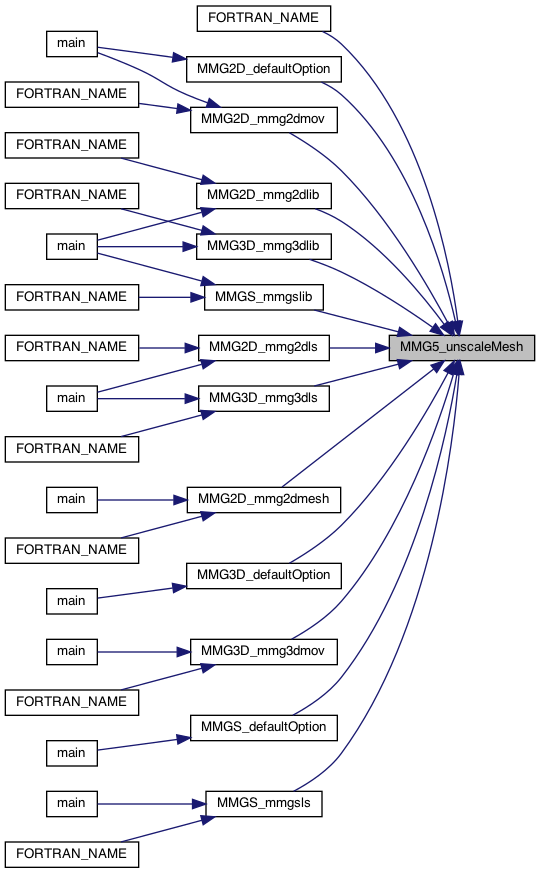 FORTRAN_NAME
main
MMG2D_defaultOption
FORTRAN_NAME
MMG2D_mmg2dmov
FORTRAN_NAME
MMG2D_mmg2dlib
FORTRAN_NAME
main
MMG3D_mmg3dlib
FORTRAN_NAME
MMGS_mmgslib
FORTRAN_NAME
MMG2D_mmg2dls
MMG5_unscaleMesh
main
MMG3D_mmg3dls
FORTRAN_NAME
main
MMG2D_mmg2dmesh
FORTRAN_NAME
MMG3D_defaultOption
main
main
MMG3D_mmg3dmov
FORTRAN_NAME
MMGS_defaultOption
main
main
MMGS_mmgsls
FORTRAN_NAME